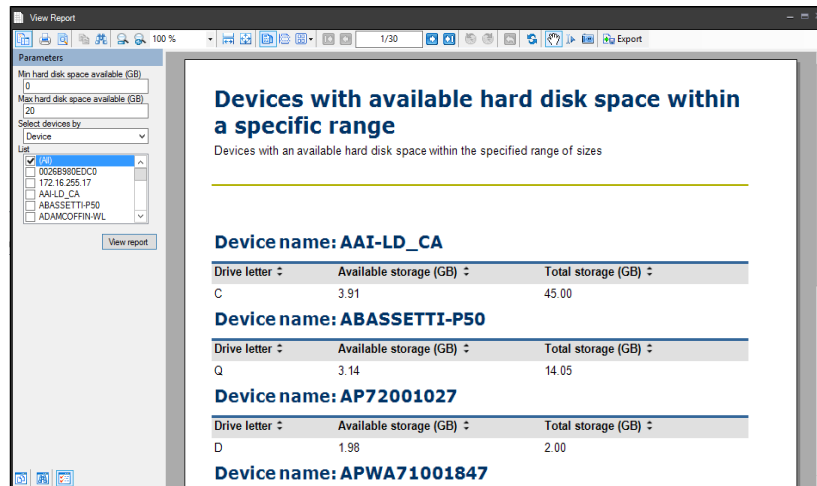 View Report
100 %
1/30
Export
Parameters
Min hard disk space available (GB)
0
Max hard disk space available (GB)
20
Select devices by
Device
List
(All)
0026B980EDC0
172.16.255.17
AAI-LD_CA
ABASSETTI-P50
ADAMCOFFIN-WL
View report
Devices with available hard disk space within
a specific range
Devices with an available hard disk space within the specified range of sizes
Device name: AAI-LD_CA
Drive letter Available storage (GB) Total storage (GB)
C 3.91 45.00
Device name: ABASSETTI-P50
Drive letter Available storage (GB) Total storage (GB)
Q 3.14 14.05
Device name: AP72001027
Drive letter Available storage (GB) Total storage (GB)
D 1.98 2.00
Device name: APWA71001847